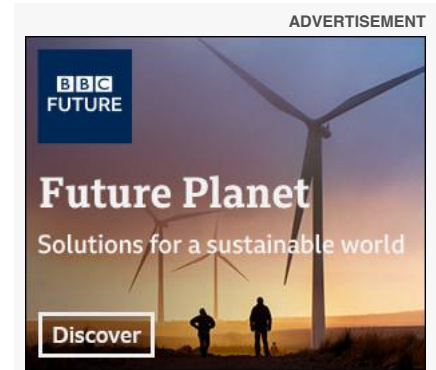 ADVERTISEMENT
BBC
FUTURE
Future Planet
Solutions for a sustainable world
Discover